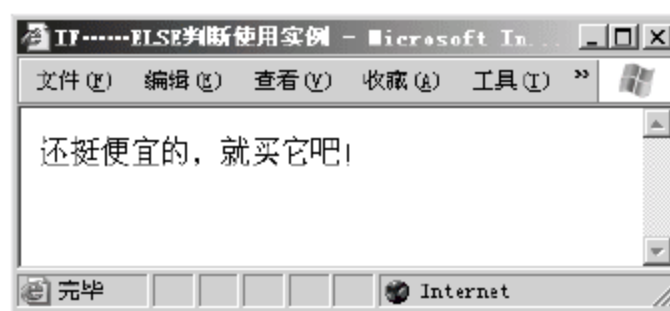 IF------ELSE判断使用实例 - Microsoft In...
文件(F) 编辑(E) 查看(V) 收藏(A) 工具(T) »
还挺便宜的，就买它吧!
完毕 Internet